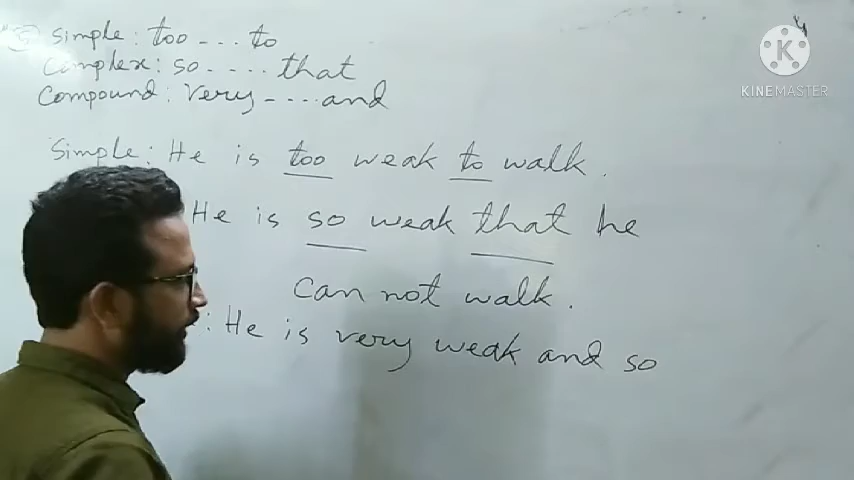 ⑤ Simple: too --- to
Complex: so .... that
Compound: very ---- and
Simple: He is too weak to walk.
He is so weak that he
can not walk.
: He is very weak and so
K
KINEMASTER